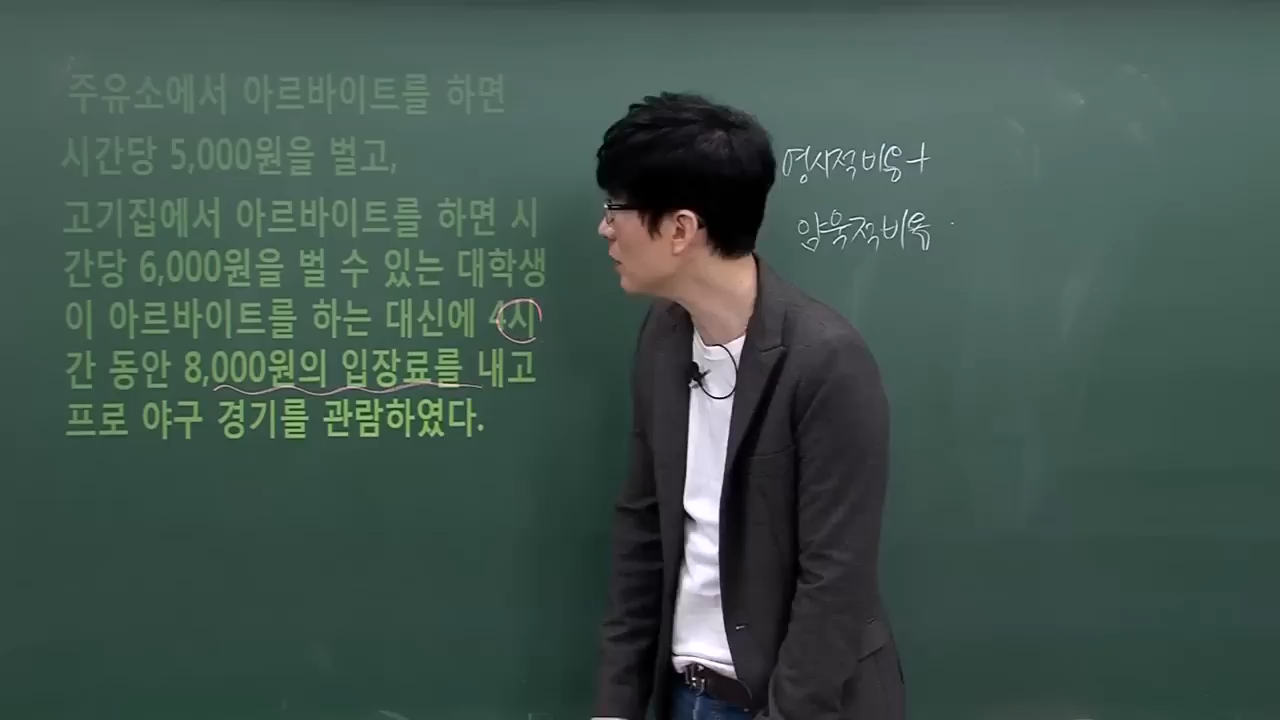 주유소에서 아르바이트를 하면
시간당 5,000원을 벌고,
고기집에서 아르바이트를 하면 시
간당 6,000원을 벌 수 있는 대학생
이 아르바이트를 하는 대신에 4시
간 동안 8,000원의 입장료를 내고
프로 야구 경기를 관람하였다.
명시적비용+
암묵적비용